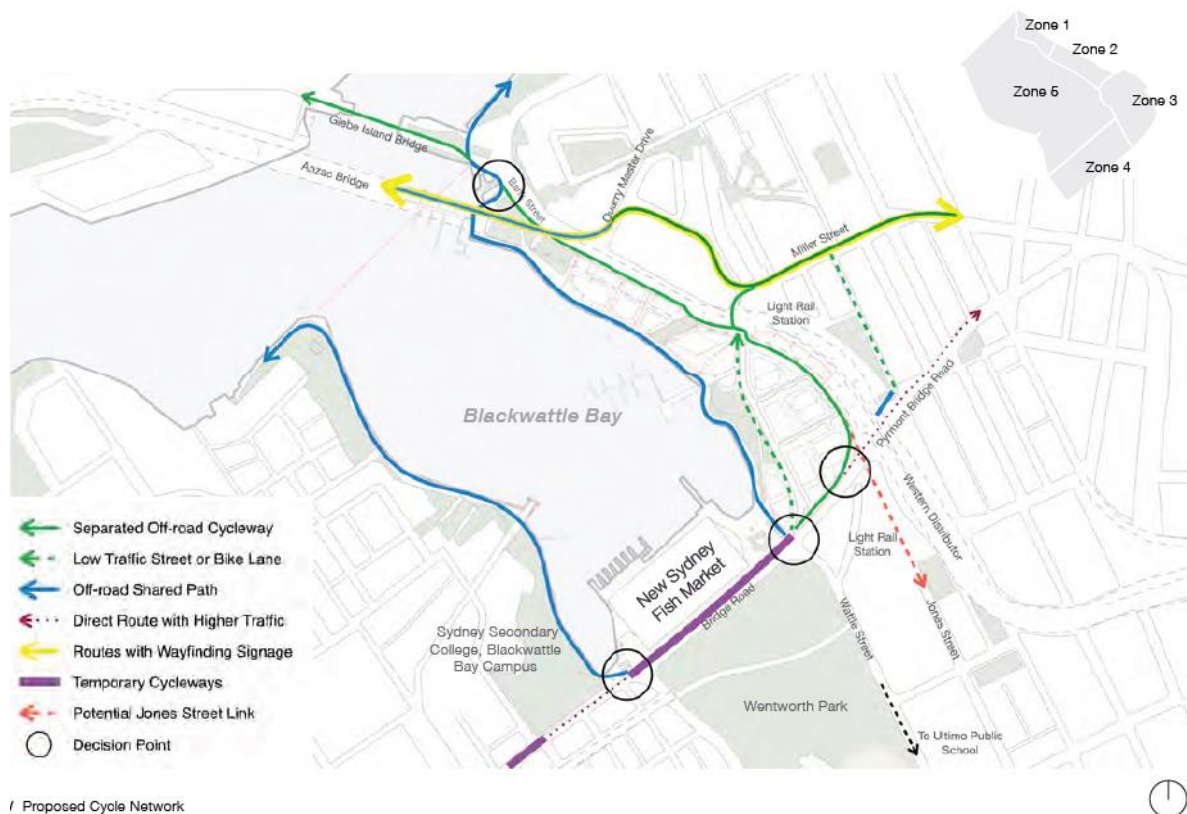 Zone 1
Zone 2
Zone 5
Zone 3
Zone 4
Glebe Island Bridge
Anzac Bridge
Bank Street
Quarry Master Drive
Miller Street
Light Rail
Station
Pyrmont Bridge Road
Blackwattle Bay
Western Distributor
Light Rail
Station
New Sydney
Fish Market
Bridge Road
Wattle Street
Jones Street
Sydney Secondary
College, Blackwattle
Bay Campus
Wentworth Park
To Ultimo Public
School
Separated Off-road Cycleway
Low Traffic Street or Bike Lane
Off-road Shared Path
Direct Route with Higher Traffic
Routes with Wayfinding Signage
Temporary Cycleways
Potential Jones Street Link
Decision Point
/ Proposed Cycle Network